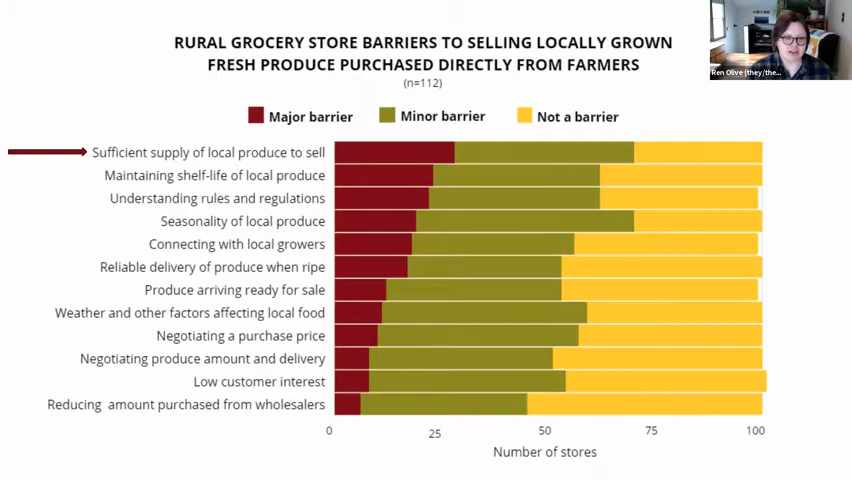 RURAL GROCERY STORE BARRIERS TO SELLING LOCALLY GROWN
FRESH PRODUCE PURCHASED DIRECTLY FROM FARMERS
(n=112)
Major barrier Minor barrier Not a barrier
Sufficient supply of local produce to sell
Maintaining shelf-life of local produce
Understanding rules and regulations
Seasonality of local produce
Connecting with local growers
Reliable delivery of produce when ripe
Produce arriving ready for sale
Weather and other factors affecting local food
Negotiating a purchase price
Negotiating produce amount and delivery
Low customer interest
Reducing amount purchased from wholesalers
0 25 50 75 100
Number of stores
Ren Olive (they/the...